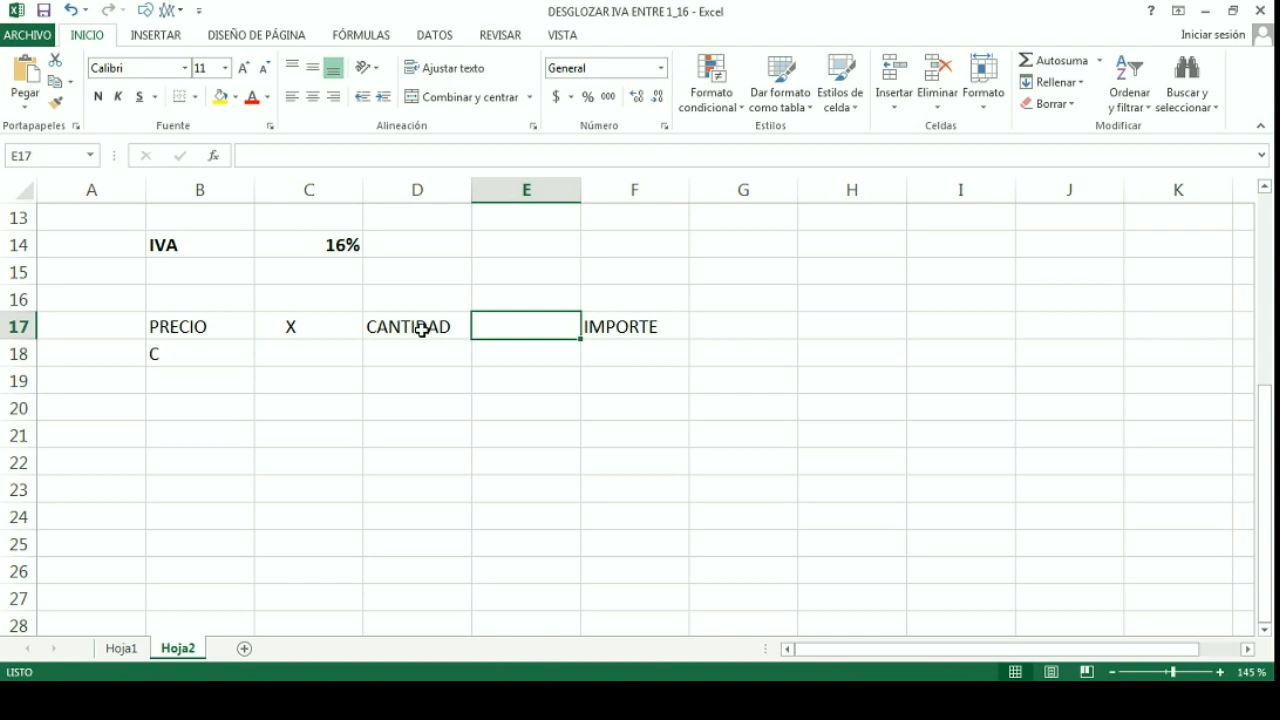 DESGLOZAR IVA ENTRE 1_16 - Excel
?
ARCHIVO INICIO INSERTAR DISEÑO DE PÁGINA FÓRMULAS DATOS REVISAR VISTA Iniciar sesión
Pegar
Calibri 11
N K S
Ajustar texto
Combinar y centrar
General
$ % 000
Formato condicional
Dar formato como tabla
Estilos de celda
Insertar Eliminar Formato
Autosuma
Rellenar
Borrar
Ordenar y filtrar
Buscar y seleccionar
Portapapeles Fuente Alineación Número Estilos Celdas Modificar
E17 fx
A B C D E F G H I J K
13
14 IVA 16%
15
16
17 PRECIO X CANTIDAD IMPORTE
18 C
19
20
21
22
23
24
25
26
27
28
Hoja1 Hoja2
LISTO 145 %